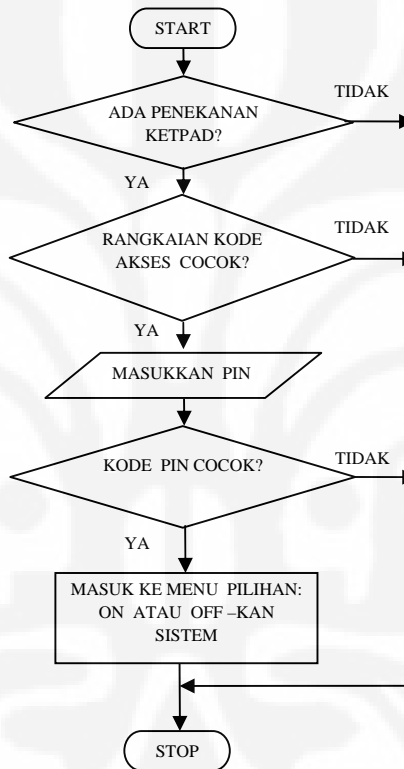 START
ADA PENEKANAN
KETPAD?
TIDAK
YA
RANGKAIAN KODE
AKSES COCOK?
TIDAK
YA
MASUKKAN PIN
KODE PIN COCOK?
TIDAK
YA
MASUK KE MENU PILIHAN:
ON ATAU OFF –KAN
SISTEM
STOP